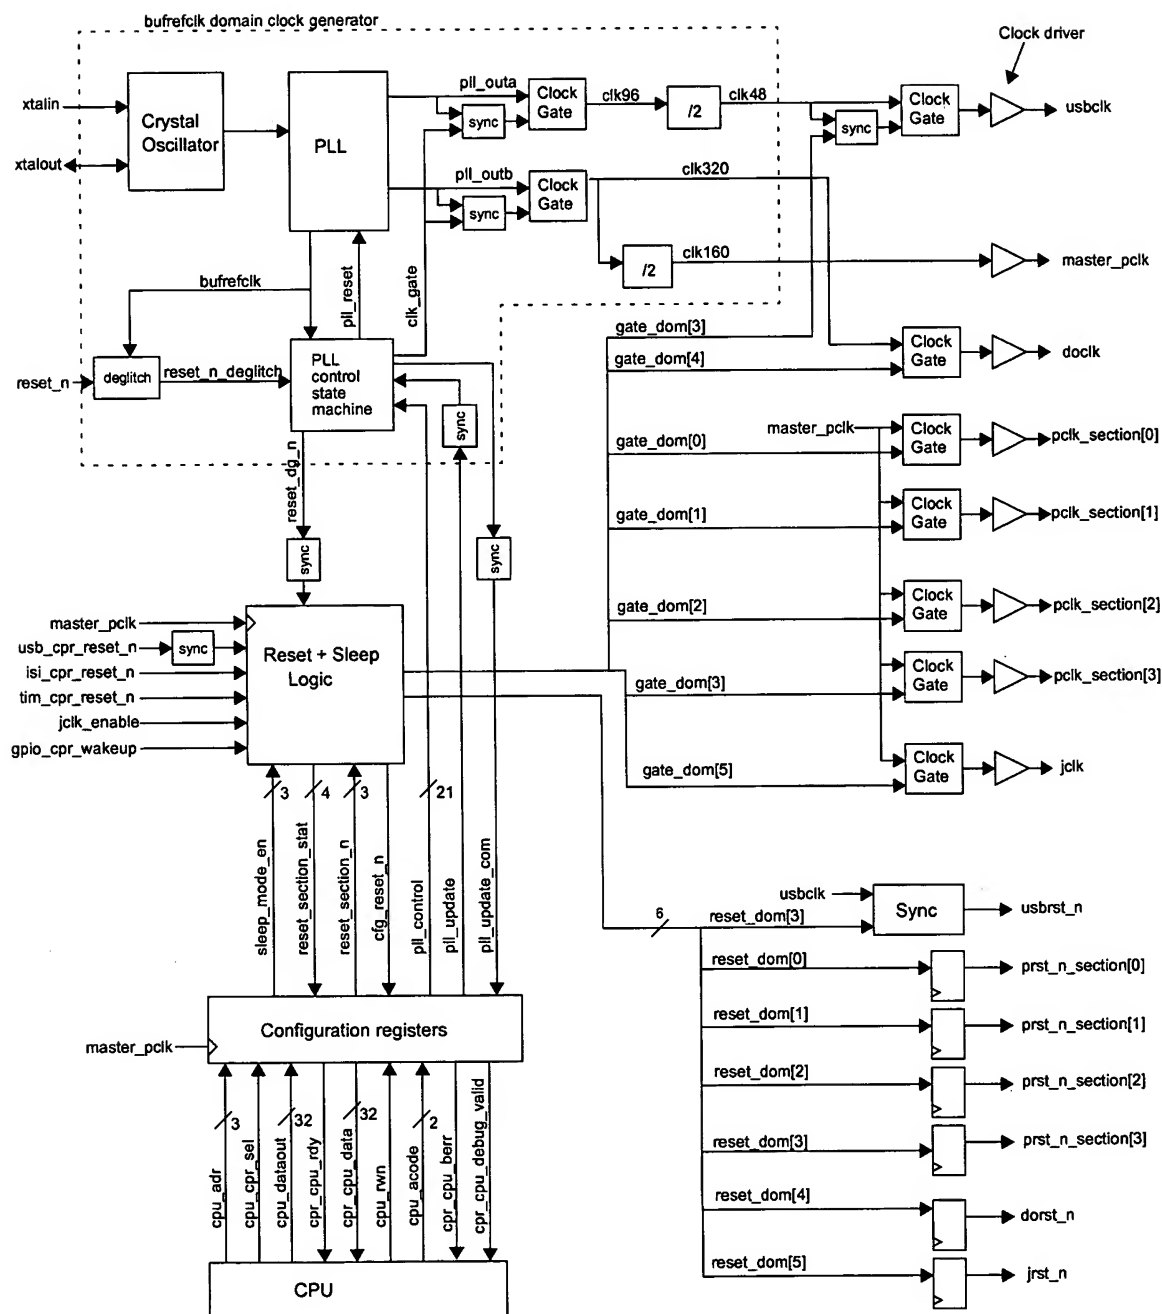 bufrefclk domain clock generator
Clock driver
xtalin
xtalout
Crystal
Oscillator
PLL
pll_outa
sync
Clock
Gate
clk96
/2
clk48
sync
Clock
Gate
usbclk
pll_outb
sync
Clock
Gate
clk320
/2
clk160
master_pclk
bufrefclk
pll_reset
clk_gate
reset_n
deglitch
reset_n_deglitch
PLL
control
state
machine
sync
gate_dom[3]
gate_dom[4]
Clock
Gate
doclk
reset_dg_n
sync
sync
gate_dom[0]
master_pclk
Clock
Gate
pclk_section[0]
gate_dom[1]
Clock
Gate
pclk_section[1]
gate_dom[2]
Clock
Gate
pclk_section[2]
gate_dom[3]
Clock
Gate
pclk_section[3]
gate_dom[5]
Clock
Gate
jclk
master_pclk
usb_cpr_reset_n
sync
isi_cpr_reset_n
tim_cpr_reset_n
jclk_enable
gpio_cpr_wakeup
Reset + Sleep
Logic
3
4
3
21
sleep_mode_en
reset_section_stat
reset_section_n
cfg_reset_n
pll_control
pll_update
pll_update_com
6
usbclk
reset_dom[3]
Sync
usbrst_n
reset_dom[0]
prst_n_section[0]
reset_dom[1]
prst_n_section[1]
reset_dom[2]
prst_n_section[2]
reset_dom[3]
prst_n_section[3]
reset_dom[4]
dorst_n
reset_dom[5]
jrst_n
Configuration registers
master_pclk
3
32
32
2
cpu_adr
cpu_cpr_sel
cpu_dataout
cpr_cpu_rdy
cpr_cpu_data
cpu_rwn
cpu_acode
cpr_cpu_berr
cpr_cpu_debug_valid
CPU